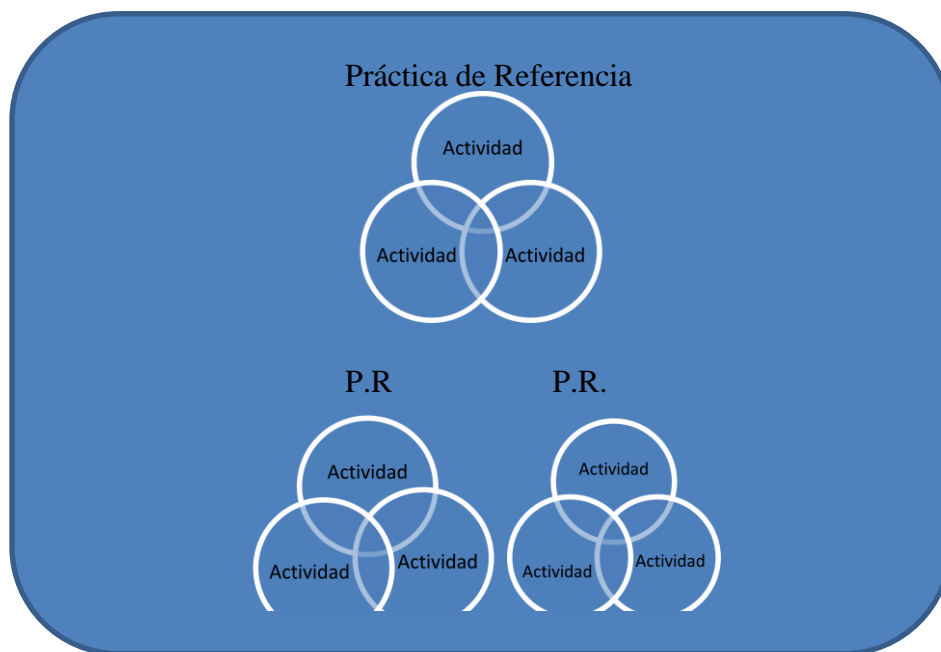 Práctica de Referencia
Actividad
Actividad Actividad
P.R P.R.
Actividad Actividad
Actividad Actividad Actividad Actividad